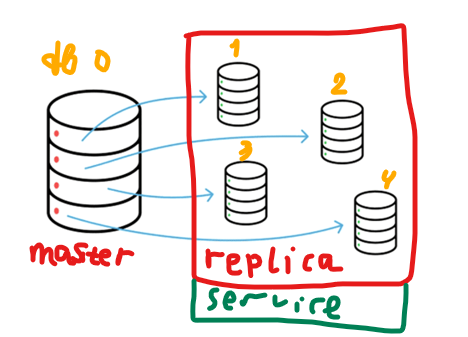 db 0
1
2
3
4
master
replica
service